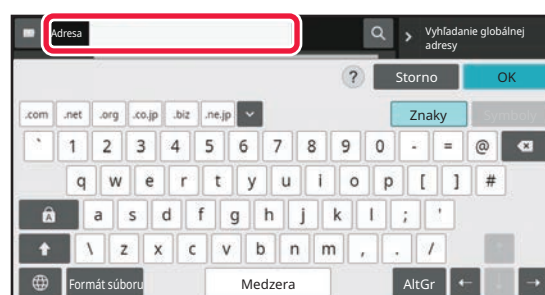 Adresa
Vyhľadanie globálnej
adresy
? Storno OK
.com .net .org .co.jp .biz .ne.jp Znaky Symboly
` 1 2 3 4 5 6 7 8 9 0 - = @
q w e r t y u i o p [ ] #
A a s d f g h j k l ; '
\ z x c v b n m , . /
Formát súboru Medzera AltGr